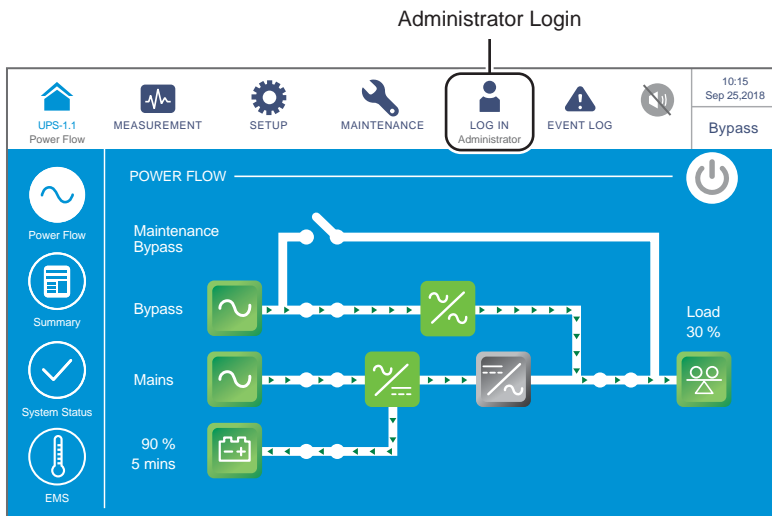 Administrator Login
UPS-1.1
Power Flow
MEASUREMENT
SETUP
MAINTENANCE
LOG IN
Administrator
EVENT LOG
10:15
Sep 25,2018
Bypass
POWER FLOW
Power Flow
Summary
System Status
EMS
Maintenance
Bypass
Bypass
Mains
90 %
5 mins
Load
30 %